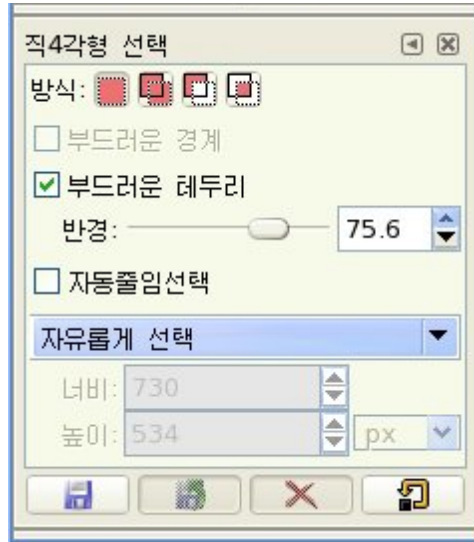 직4각형 선택
방식:
부드러운 경계
부드러운 테두리
반경: 75.6
자동줄임선택
자유롭게 선택
너비: 730
높이: 534 px